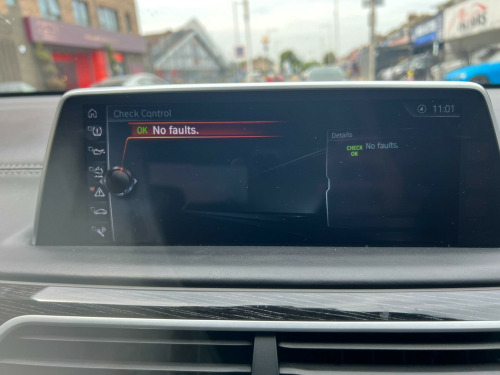 Check Control
11:01
OK No faults.
Details
CHECK
OK
No faults.